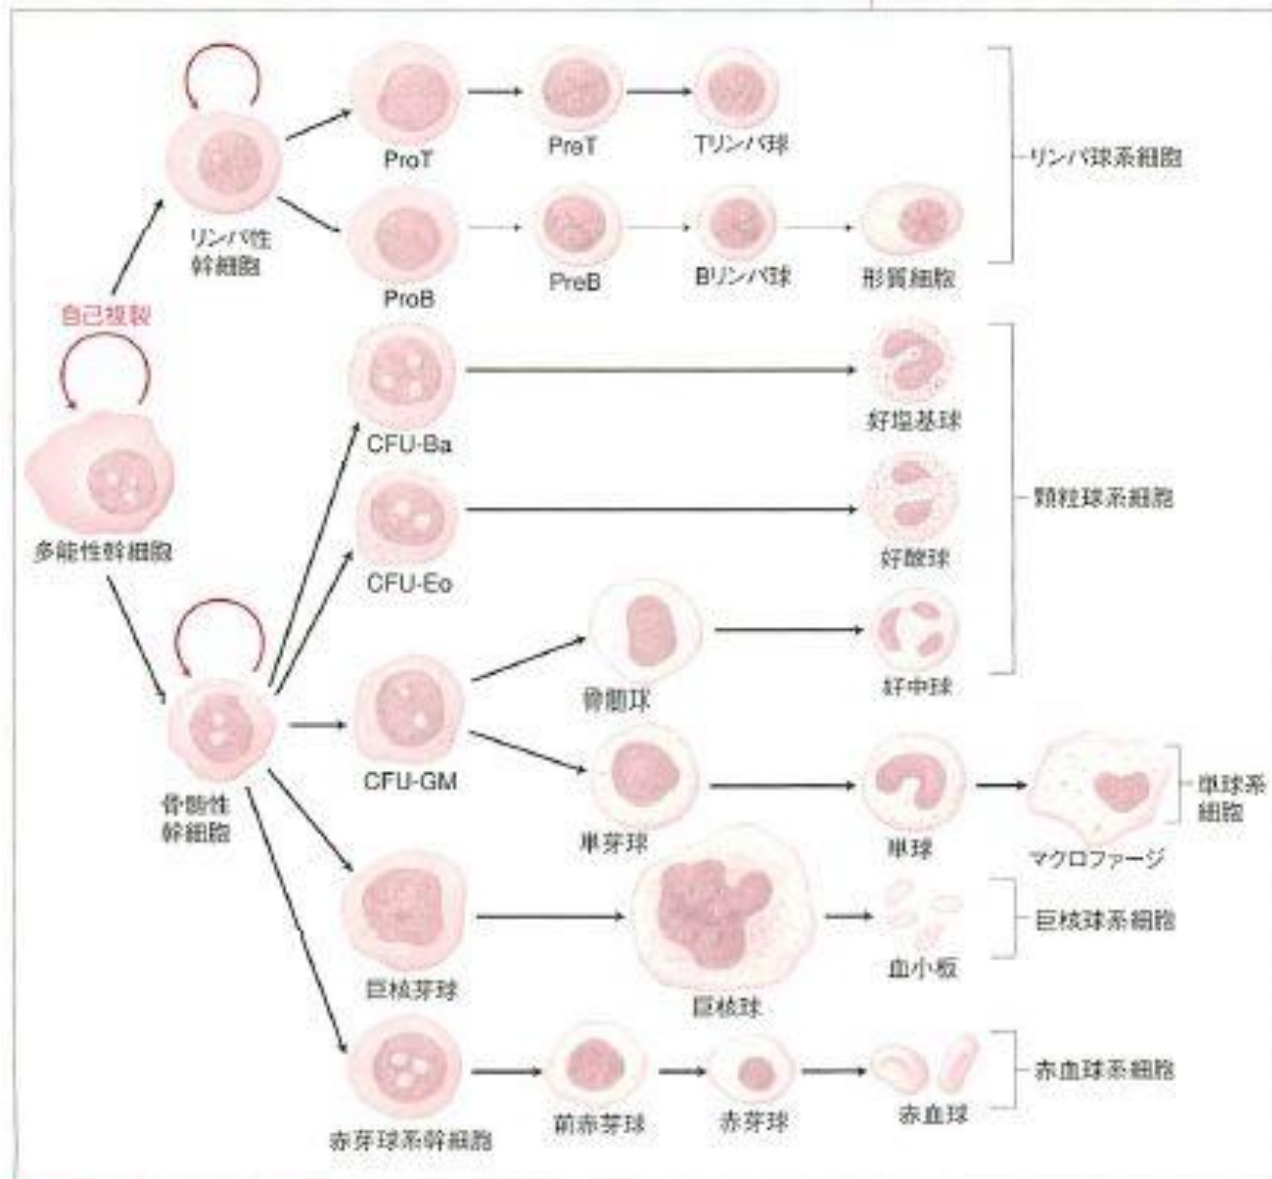 ProT
PreT
Tリンパ球
リンパ球系細胞
リンパ性
幹細胞
ProB
PreB
Bリンパ球
形質細胞
自己複製
CFU-Ba
好塩基球
多能性幹細胞
CFU-Eo
好酸球
顆粒球系細胞
骨髄球
好中球
CFU-GM
骨髄性
幹細胞
単芽球
単球
マクロファージ
単球系
細胞
巨核芽球
巨核球
血小板
巨核球系細胞
赤芽球系幹細胞
前赤芽球
赤芽球
赤血球
赤血球系細胞